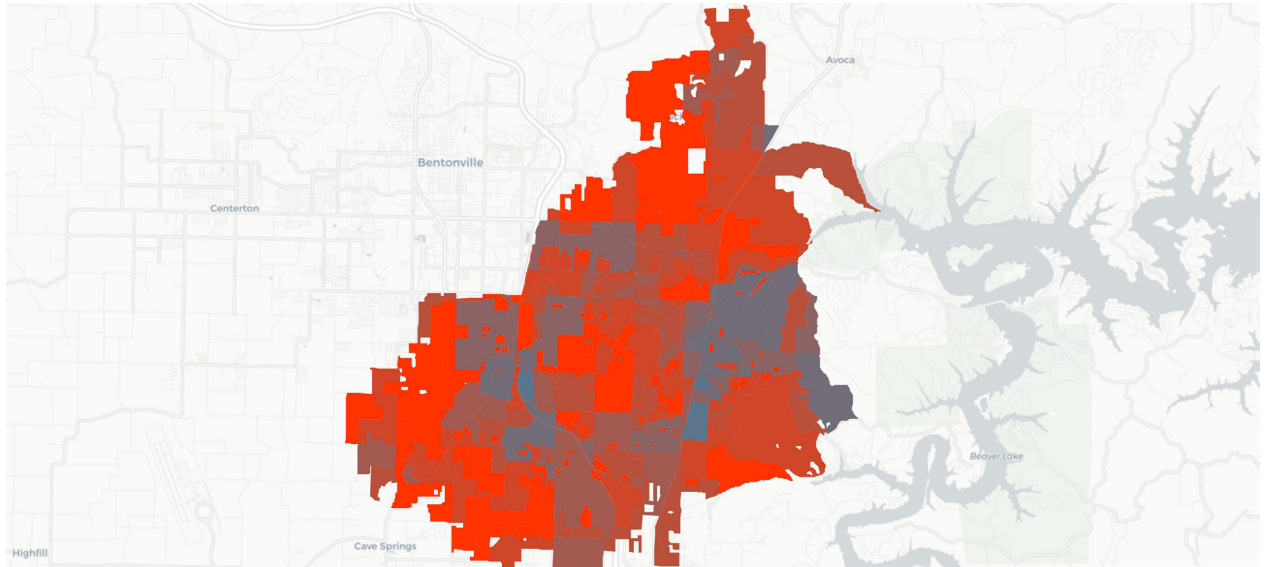 Avoca
Bentonville
Centerton
Beaver Lake
Cave Springs
Highfill